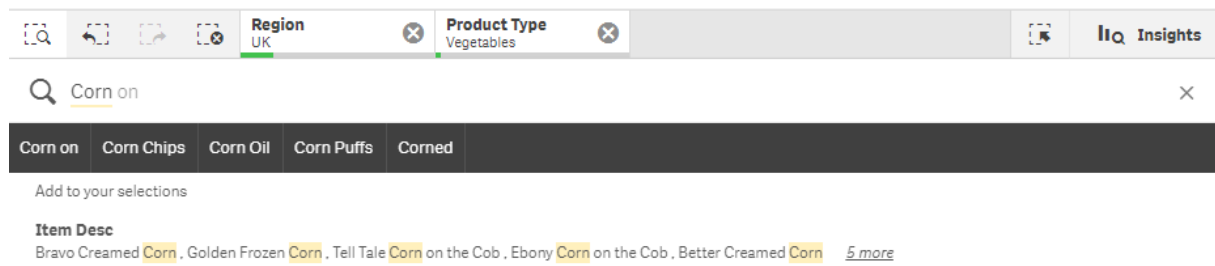 Region
UK
Product Type
Vegetables
Insights
Corn on
Corn on Corn Chips Corn Oil Corn Puffs Corned
Add to your selections
Item Desc
Bravo Creamed Corn , Golden Frozen Corn , Tell Tale Corn on the Cob , Ebony Corn on the Cob , Better Creamed Corn 5 more